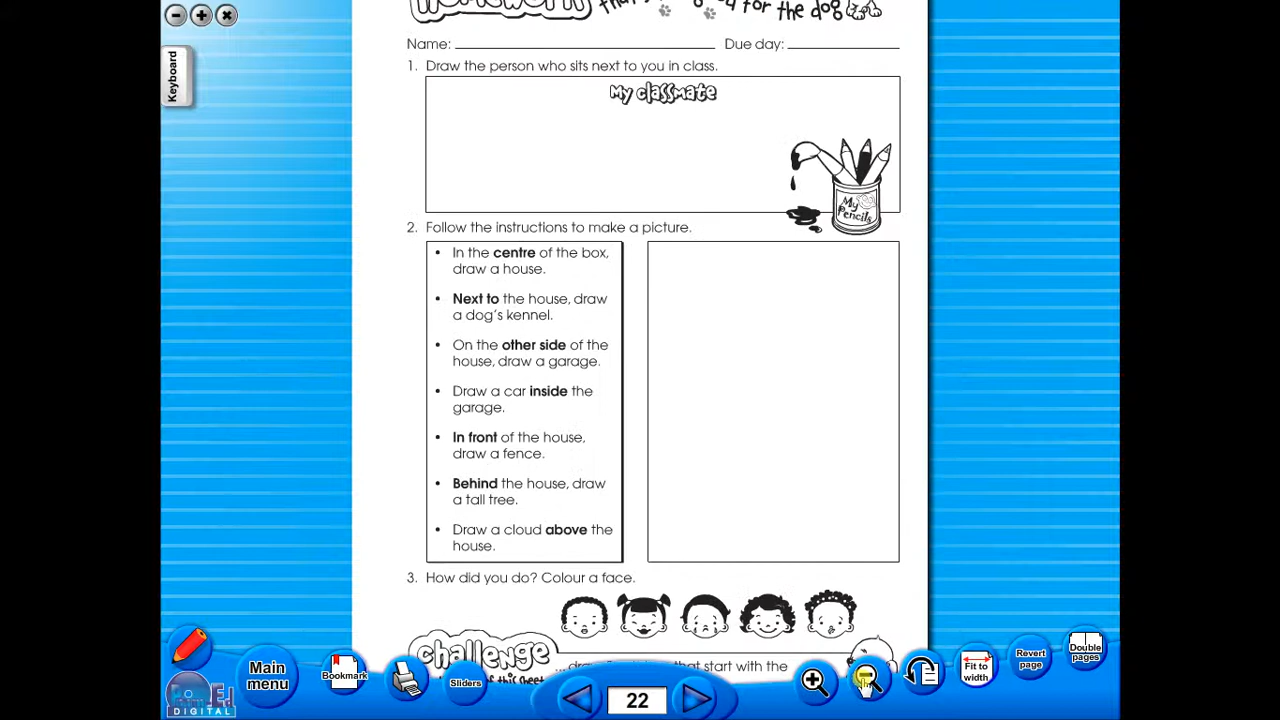 Keyboard
Homework
for the dog
Name: Due day:
1. Draw the person who sits next to you in class.
My classmate
My
Pencils
2. Follow the instructions to make a picture.
• In the centre of the box,
draw a house.
• Next to the house, draw
a dog's kennel.
• On the other side of the
house, draw a garage.
• Draw a car inside the
garage.
• In front of the house,
draw a fence.
• Behind the house, draw
a tall tree.
• Draw a cloud above the
house.
3. How did you do? Colour a face.
challenge
that start with the
of this sheet
Main
menu
Bookmark
Sliders
22
Fit to
width
Revert
page
Double
pages
DIGITAL